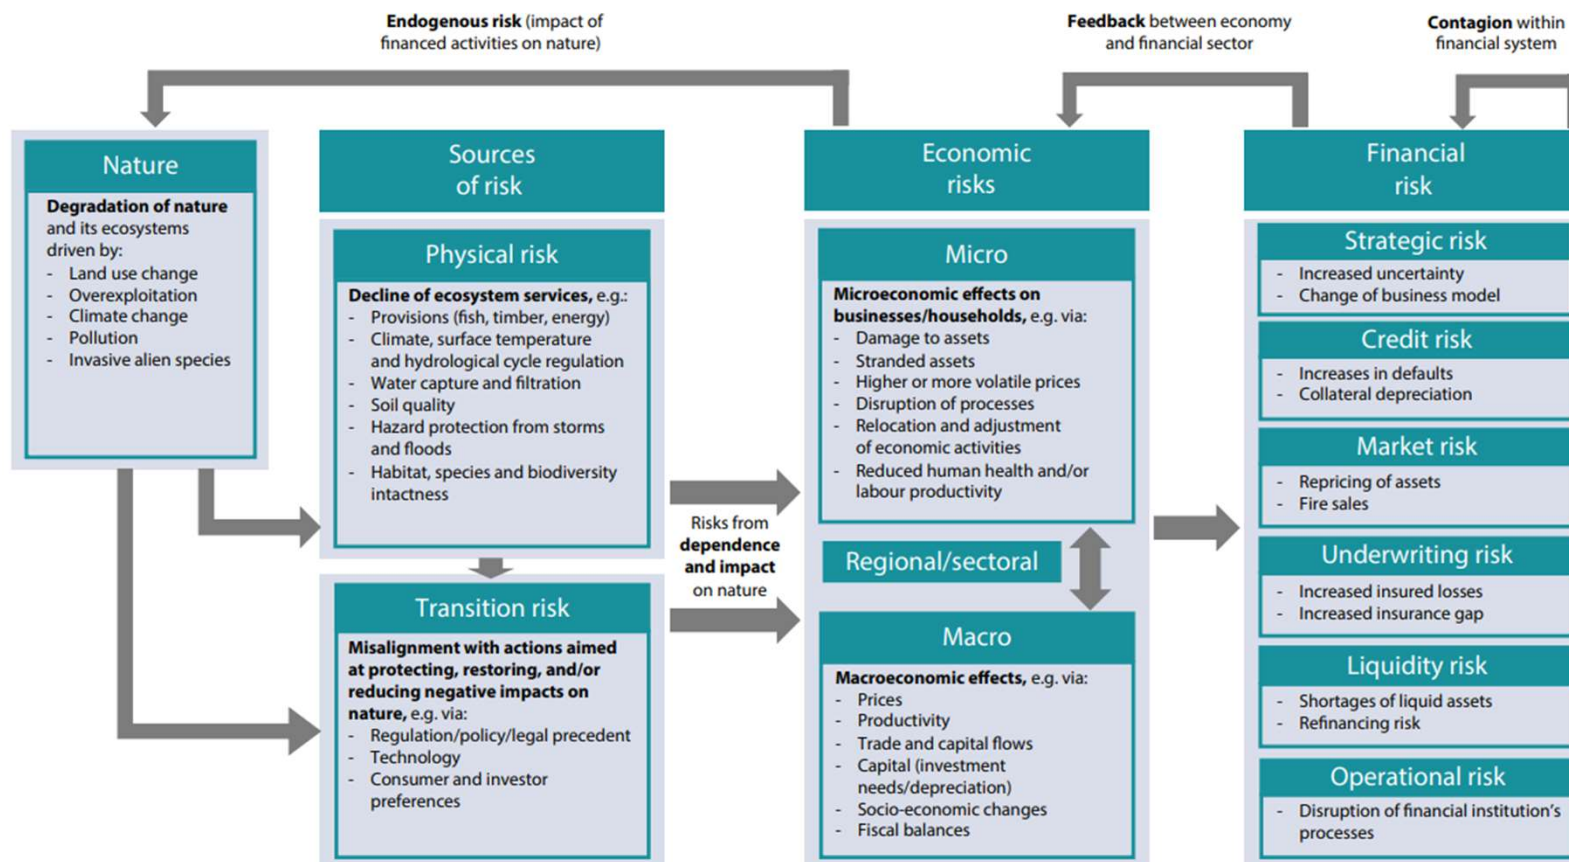 Endogenous risk (impact of
financed activities on nature)
Feedback between economy
and financial sector
Contagion within
financial system
Nature
Degradation of nature
and its ecosystems
driven by:
- Land use change
- Overexploitation
- Climate change
- Pollution
- Invasive alien species
Sources
of risk
Physical risk
Decline of ecosystem services, e.g.:
- Provisions (fish, timber, energy)
- Climate, surface temperature
and hydrological cycle regulation
- Water capture and filtration
- Soil quality
- Hazard protection from storms
and floods
- Habitat, species and biodiversity
intactness
Transition risk
Misalignment with actions aimed
at protecting, restoring, and/or
reducing negative impacts on
nature, e.g. via:
- Regulation/policy/legal precedent
- Technology
- Consumer and investor
preferences
Risks from
dependence
and impact
on nature
Economic
risks
Micro
Microeconomic effects on
businesses/households, e.g. via:
- Damage to assets
- Stranded assets
- Higher or more volatile prices
- Disruption of processes
- Relocation and adjustment
of economic activities
- Reduced human health and/or
labour productivity
Regional/sectoral
Macro
Macroeconomic effects, e.g. via:
- Prices
- Productivity
- Trade and capital flows
- Capital (investment
needs/depreciation)
- Socio-economic changes
- Fiscal balances
Financial
risk
Strategic risk
- Increased uncertainty
- Change of business model
Credit risk
- Increases in defaults
- Collateral depreciation
Market risk
- Repricing of assets
- Fire sales
Underwriting risk
- Increased insured losses
- Increased insurance gap
Liquidity risk
- Shortages of liquid assets
- Refinancing risk
Operational risk
- Disruption of financial institution's
processes